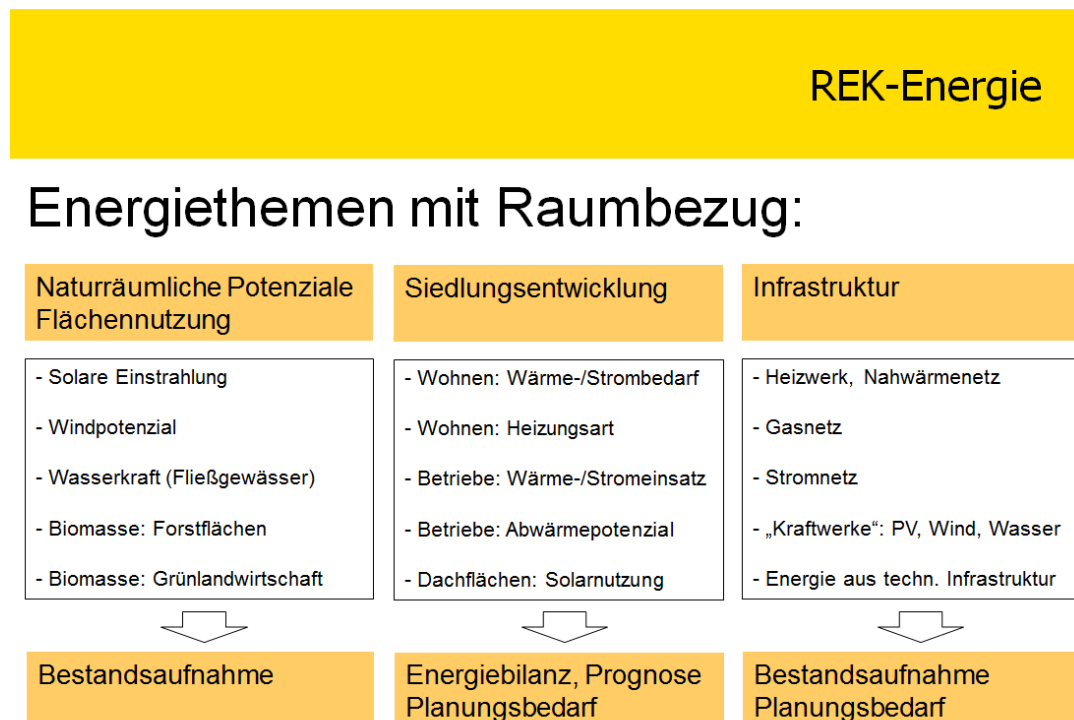 REK-Energie
Energiethemen mit Raumbezug:
Naturräumliche Potenziale
Flächennutzung
- Solare Einstrahlung
- Windpotenzial
- Wasserkraft (Fließgewässer)
- Biomasse: Forstflächen
- Biomasse: Grünlandwirtschaft
Bestandsaufnahme
Siedlungsentwicklung
- Wohnen: Wärme-/Strombedarf
- Wohnen: Heizungsart
- Betriebe: Wärme-/Stromeinsatz
- Betriebe: Abwärmepotenzial
- Dachflächen: Solarnutzung
Energiebilanz, Prognose
Planungsbedarf
Infrastruktur
- Heizwerk, Nahwärmenetz
- Gasnetz
- Stromnetz
- „Kraftwerke“: PV, Wind, Wasser
- Energie aus techn. Infrastruktur
Bestandsaufnahme
Planungsbedarf